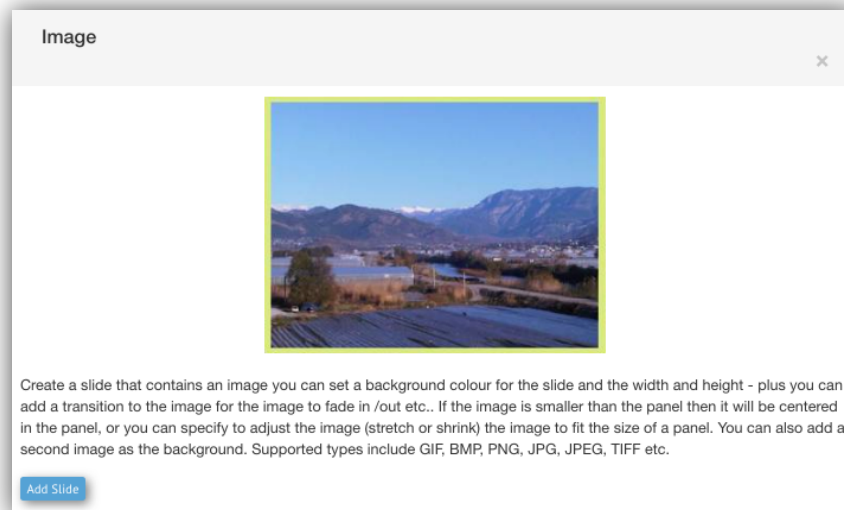 Image
×
Create a slide that contains an image you can set a background colour for the slide and the width and height - plus you can
add a transition to the image for the image to fade in /out etc.. If the image is smaller than the panel then it will be centered
in the panel, or you can specify to adjust the image (stretch or shrink) the image to fit the size of a panel. You can also add a
second image as the background. Supported types include GIF, BMP, PNG, JPG, JPEG, TIFF etc.
Add Slide